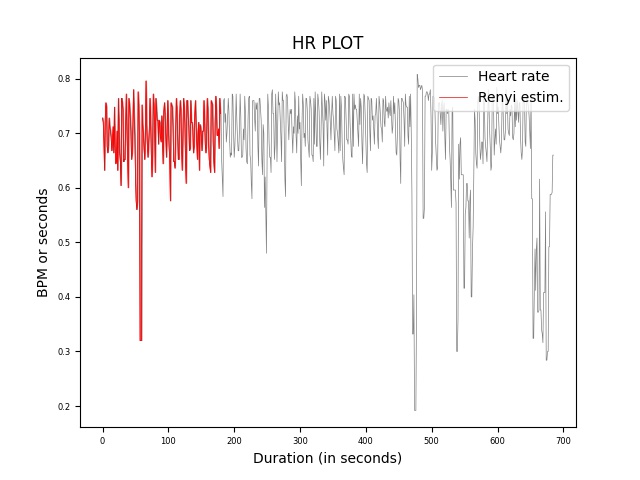 HR PLOT
Heart rate
Renyi estim.
BPM or seconds
0.8
0.7
0.6
0.5
0.4
0.3
0.2
0 100 200 300 400 500 600 700
Duration (in seconds)